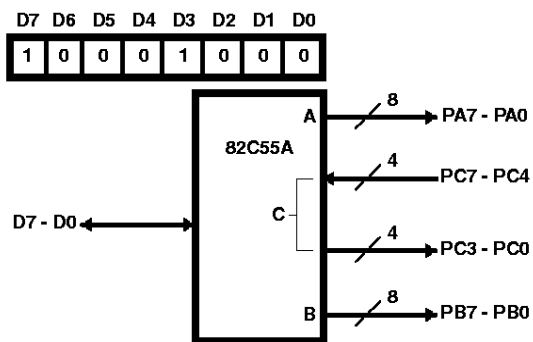 D7 D6 D5 D4 D3 D2 D1 D0
1 0 0 0 1 0 0 0
A 8 PA7 - PA0
82C55A
4 PC7 - PC4
C
D7 - D0
4 PC3 - PC0
B 8 PB7 - PB0